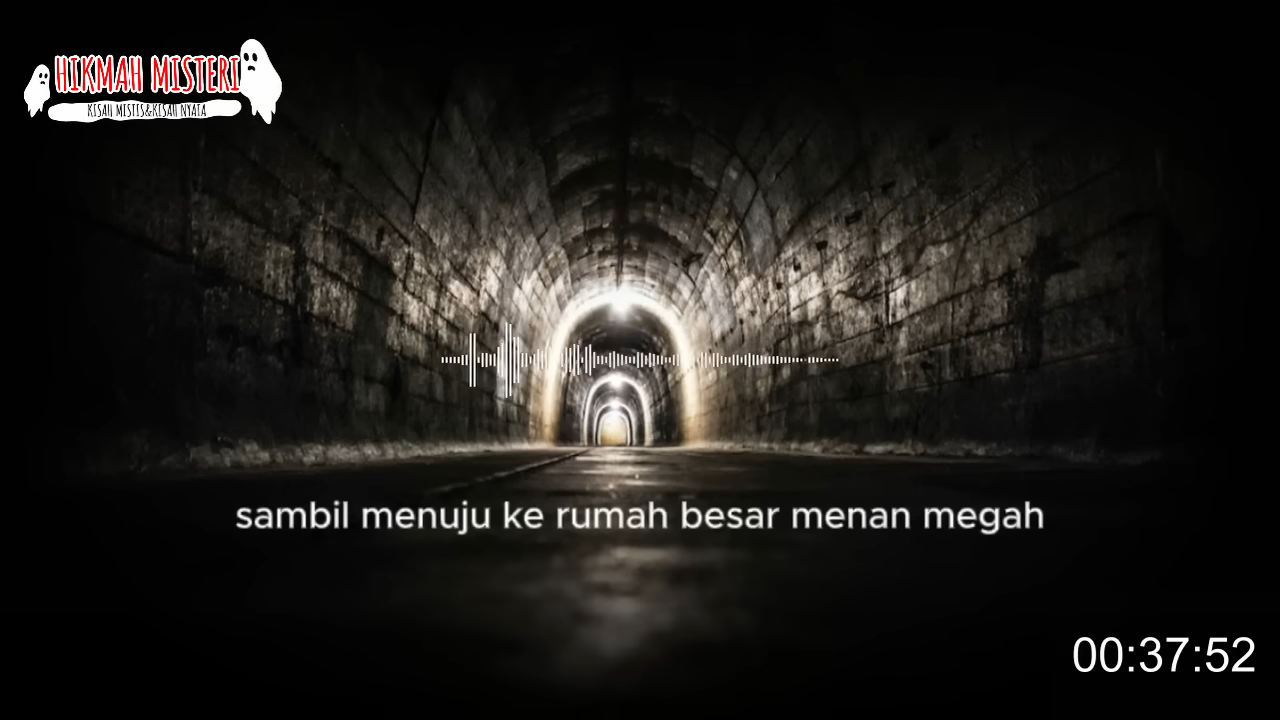 HIKMAH MISTERI
KISAH MISTIS&KISAH NYATA
sambil menuju ke rumah besar menan megah
00:37:52